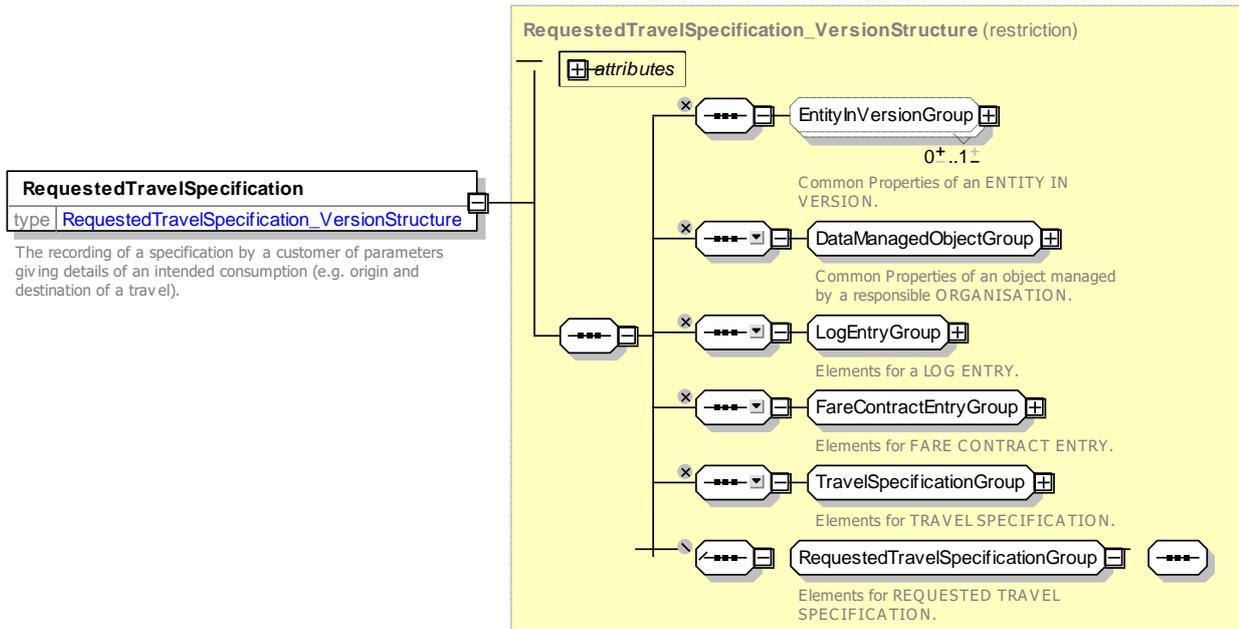 RequestedTravelSpecification_VersionStructure (restriction)
attributes
EntityInVersionGroup
0..1
Common Properties of an ENTITY IN
VERSION.
RequestedTravelSpecification
type RequestedTravelSpecification_VersionStructure
The recording of a specification by a customer of parameters
giving details of an intended consumption (e.g. origin and
destination of a travel).
DataManagedObjectGroup
Common Properties of an object managed
by a responsible ORGANISATION.
LogEntryGroup
Elements for a LOG ENTRY.
FareContractEntryGroup
Elements for FARE CONTRACT ENTRY.
TravelSpecificationGroup
Elements for TRAVEL SPECIFICATION.
RequestedTravelSpecificationGroup
Elements for REQUESTED TRAVEL
SPECIFICATION.